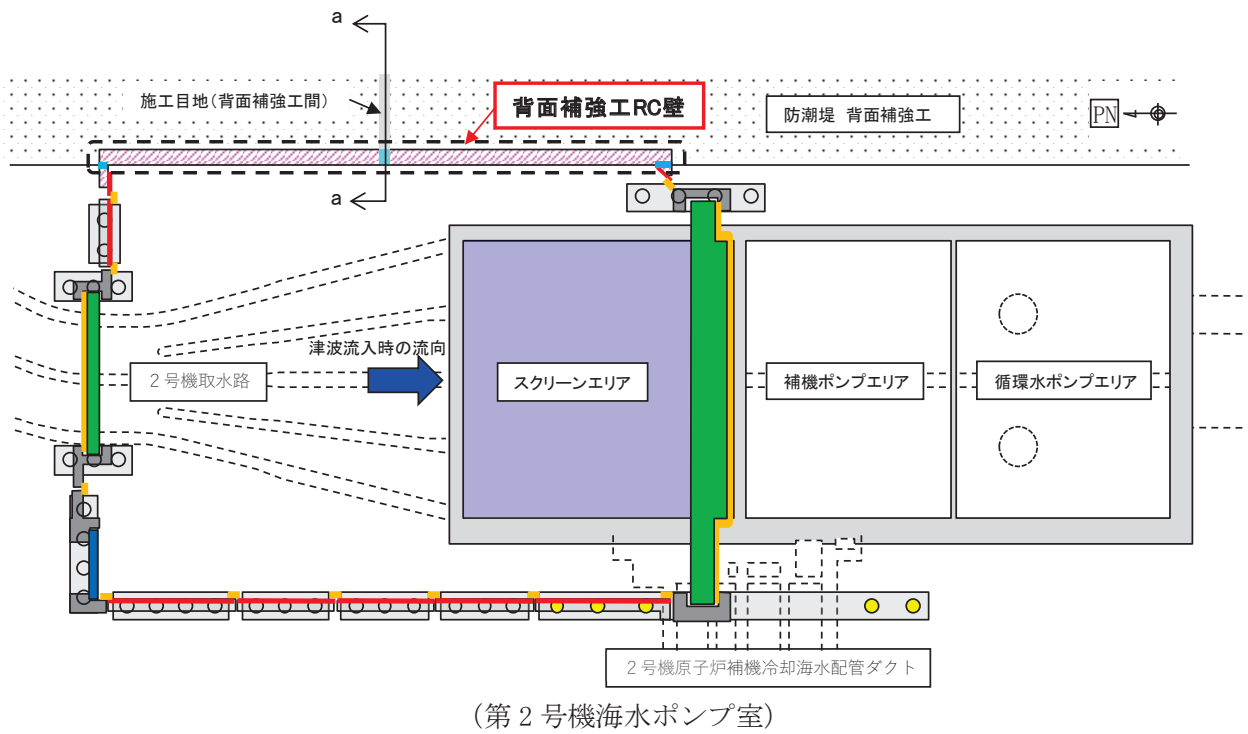 a
a
施工目地(背面補強工間)
背面補強工RC壁
防潮堤 背面補強工
PN
津波流入時の流向
2号機取水路
スクリーンエリア
補機ポンプエリア
循環水ポンプエリア
2号機原子炉補機冷却海水配管ダクト
(第2号機海水ポンプ室)